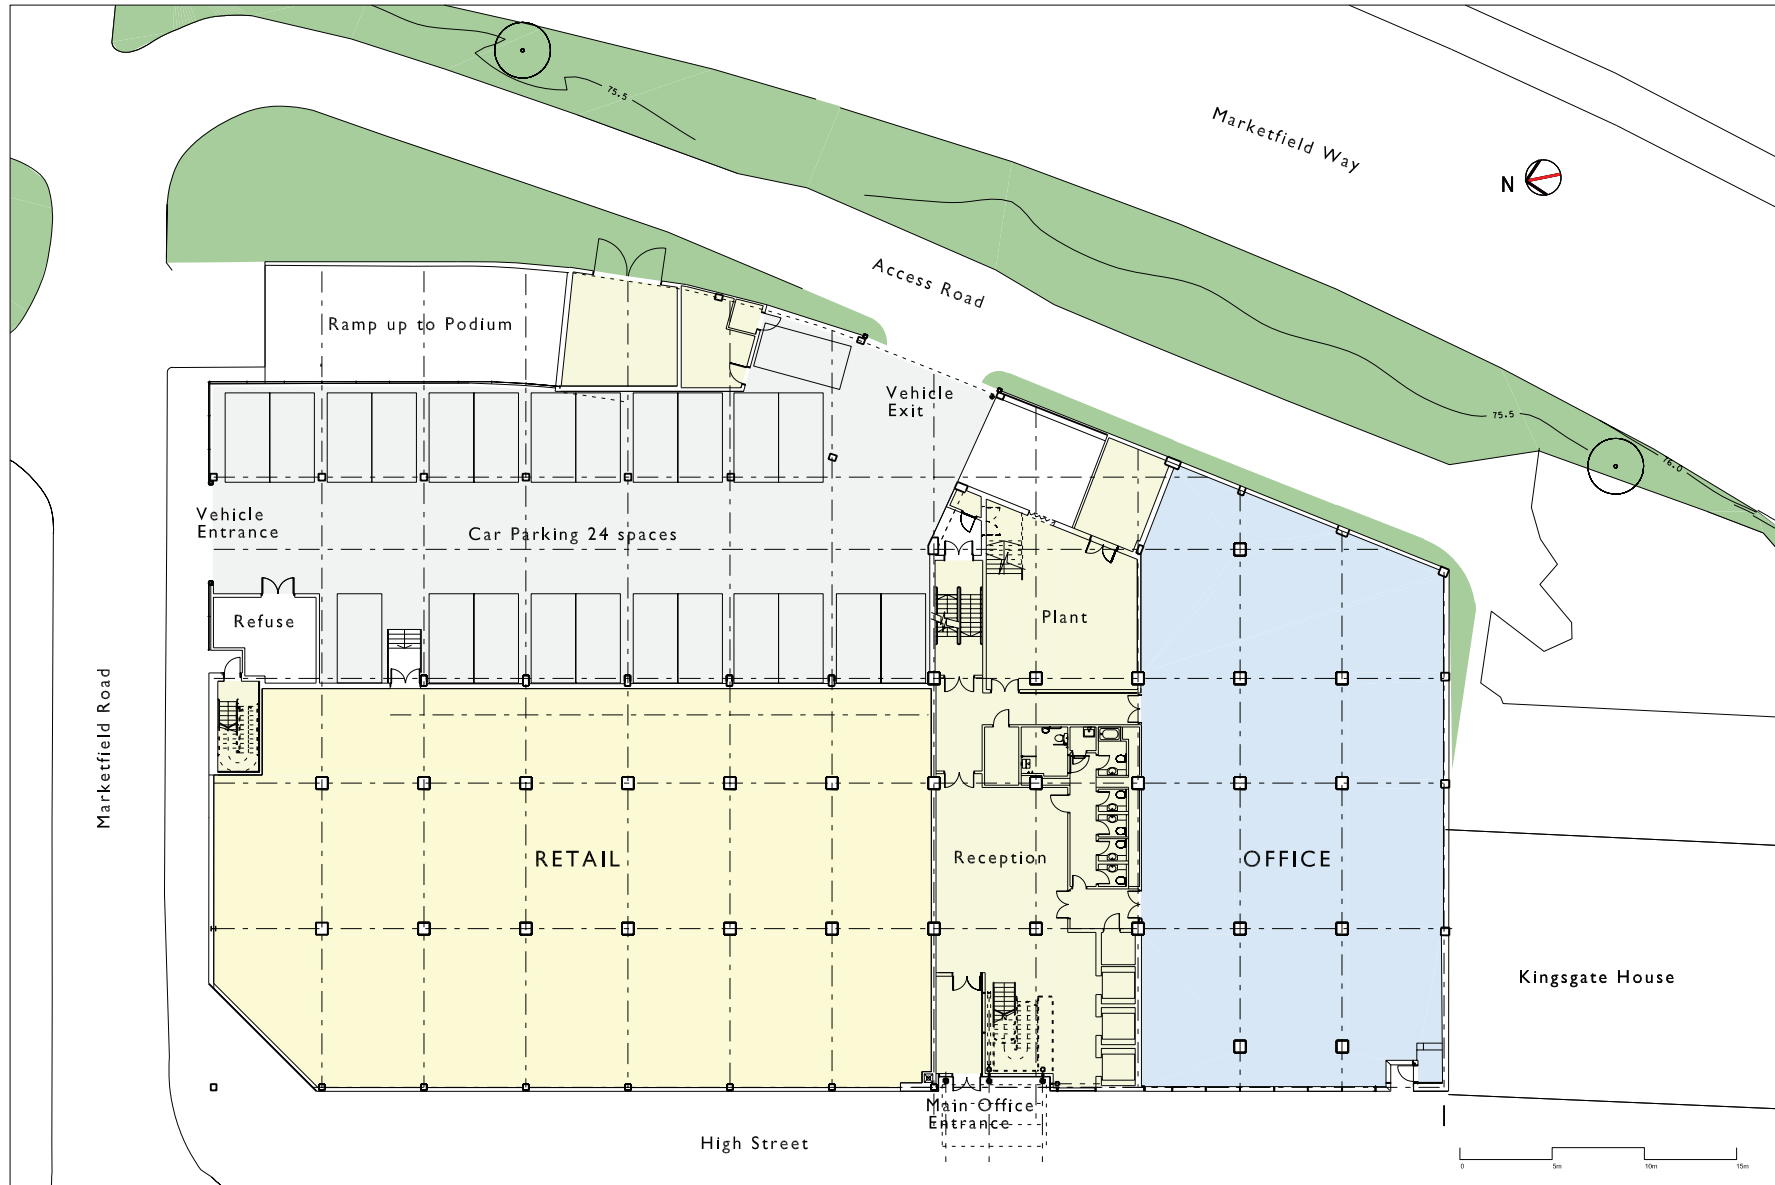 75.5
Marketfield Way
N
Access Road
Ramp up to Podium
Vehicle
Exit
75.5
76.0
Vehicle
Entrance
Car Parking 24 spaces
Refuse
Plant
Marketfield Road
RETAIL
Reception
OFFICE
Kingsgate House
Main Office
Entrance
High Street
0
5m
10m
15m